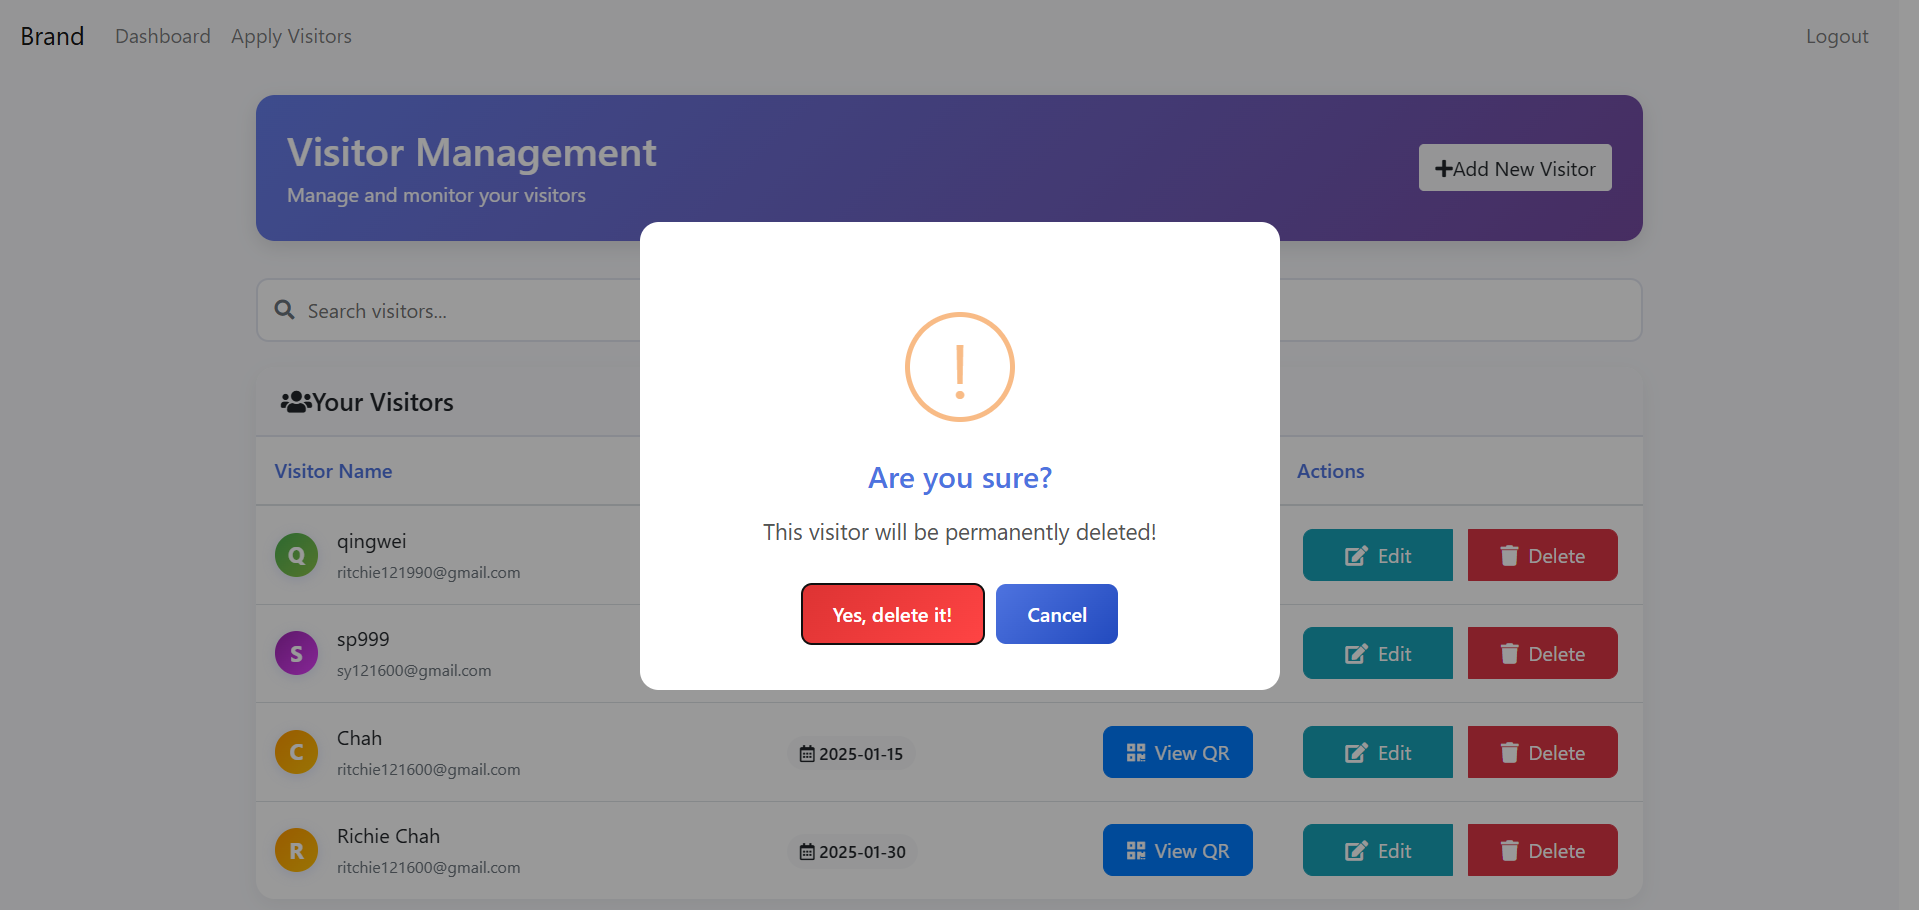 Brand Dashboard Apply Visitors Logout
Visitor Management
Manage and monitor your visitors
Add New Visitor
Search visitors...
Your Visitors
Visitor Name Actions
Q qingwei
ritchie121990@gmail.com
Edit Delete
S sp999
sy121600@gmail.com
Edit Delete
C Chah
ritchie121600@gmail.com
2025-01-15 View QR Edit Delete
R Richie Chah
ritchie121600@gmail.com
2025-01-30 View QR Edit Delete
!
Are you sure?
This visitor will be permanently deleted!
Yes, delete it! Cancel